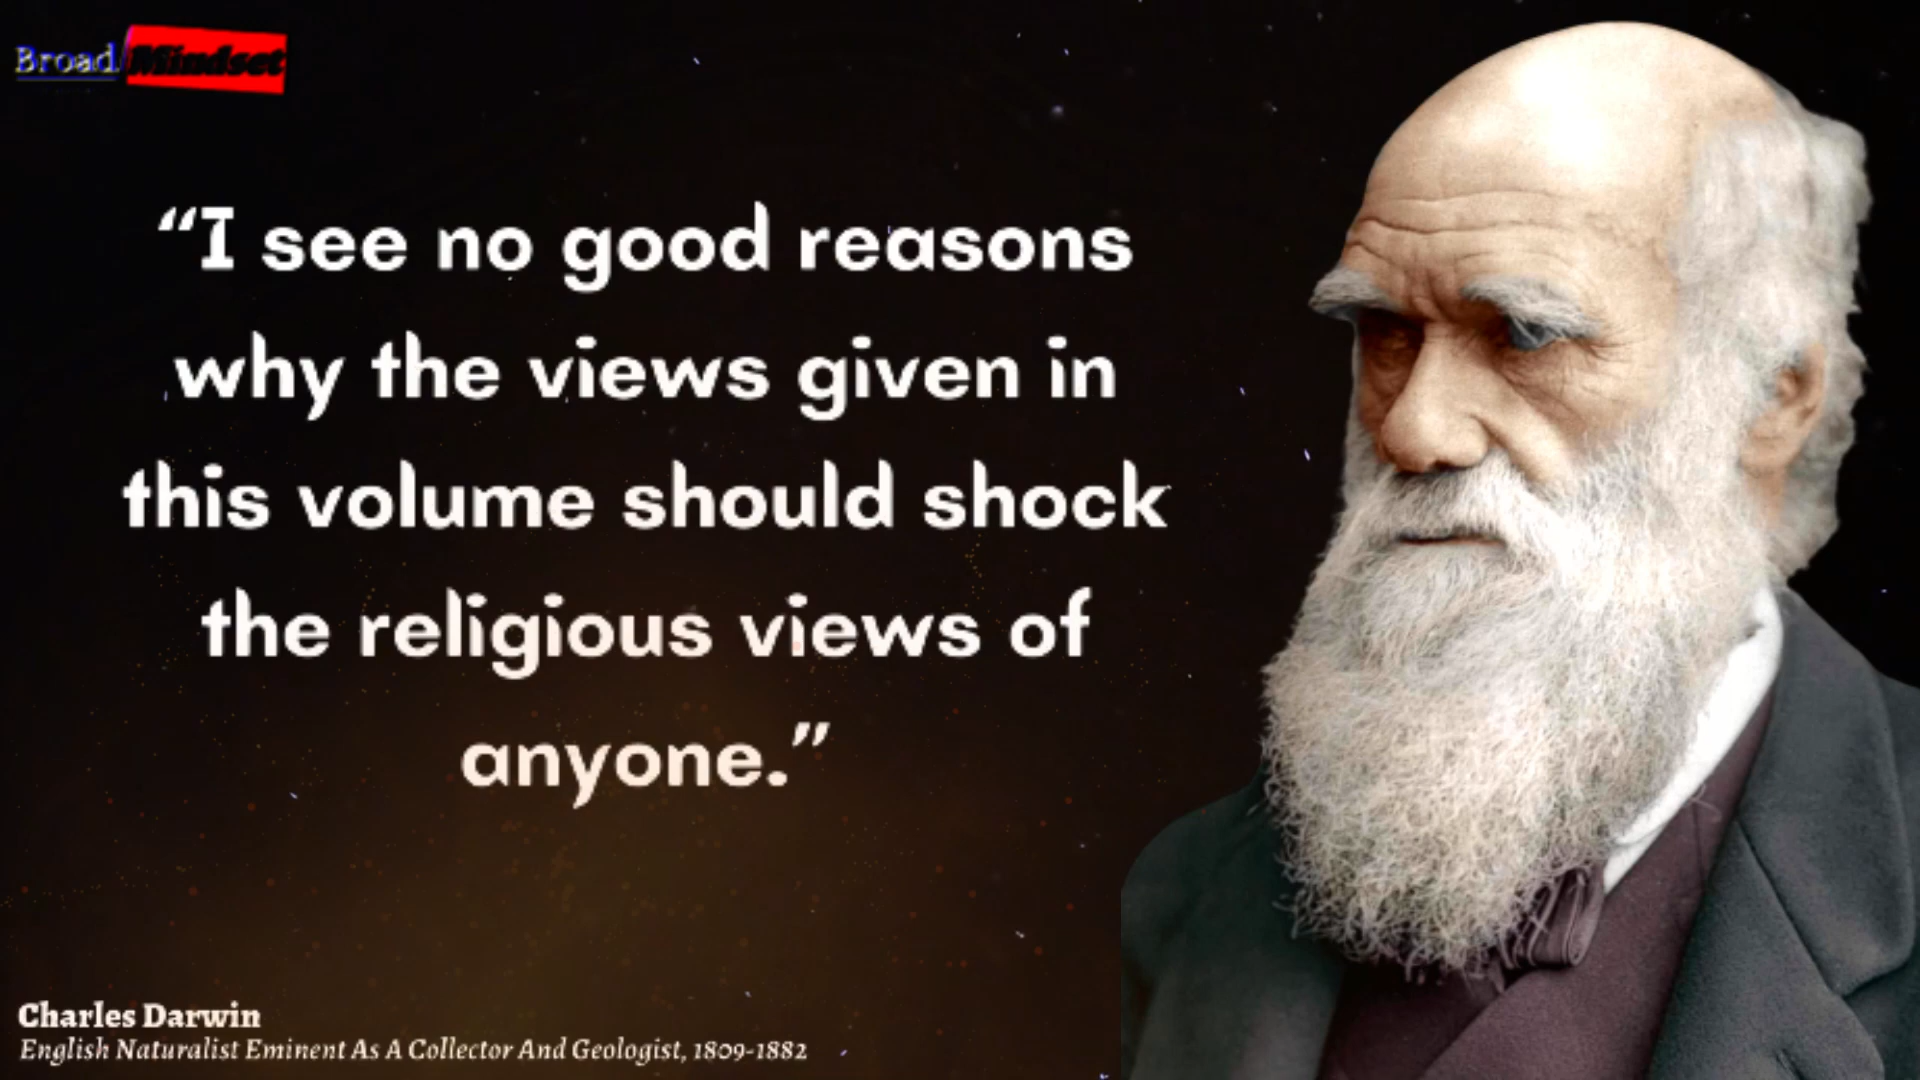 Broad Mindset
“I see no good reasons
why the views given in
this volume should shock
the religious views of
anyone.”
Charles Darwin
English Naturalist Eminent As A Collector And Geologist, 1809-1882